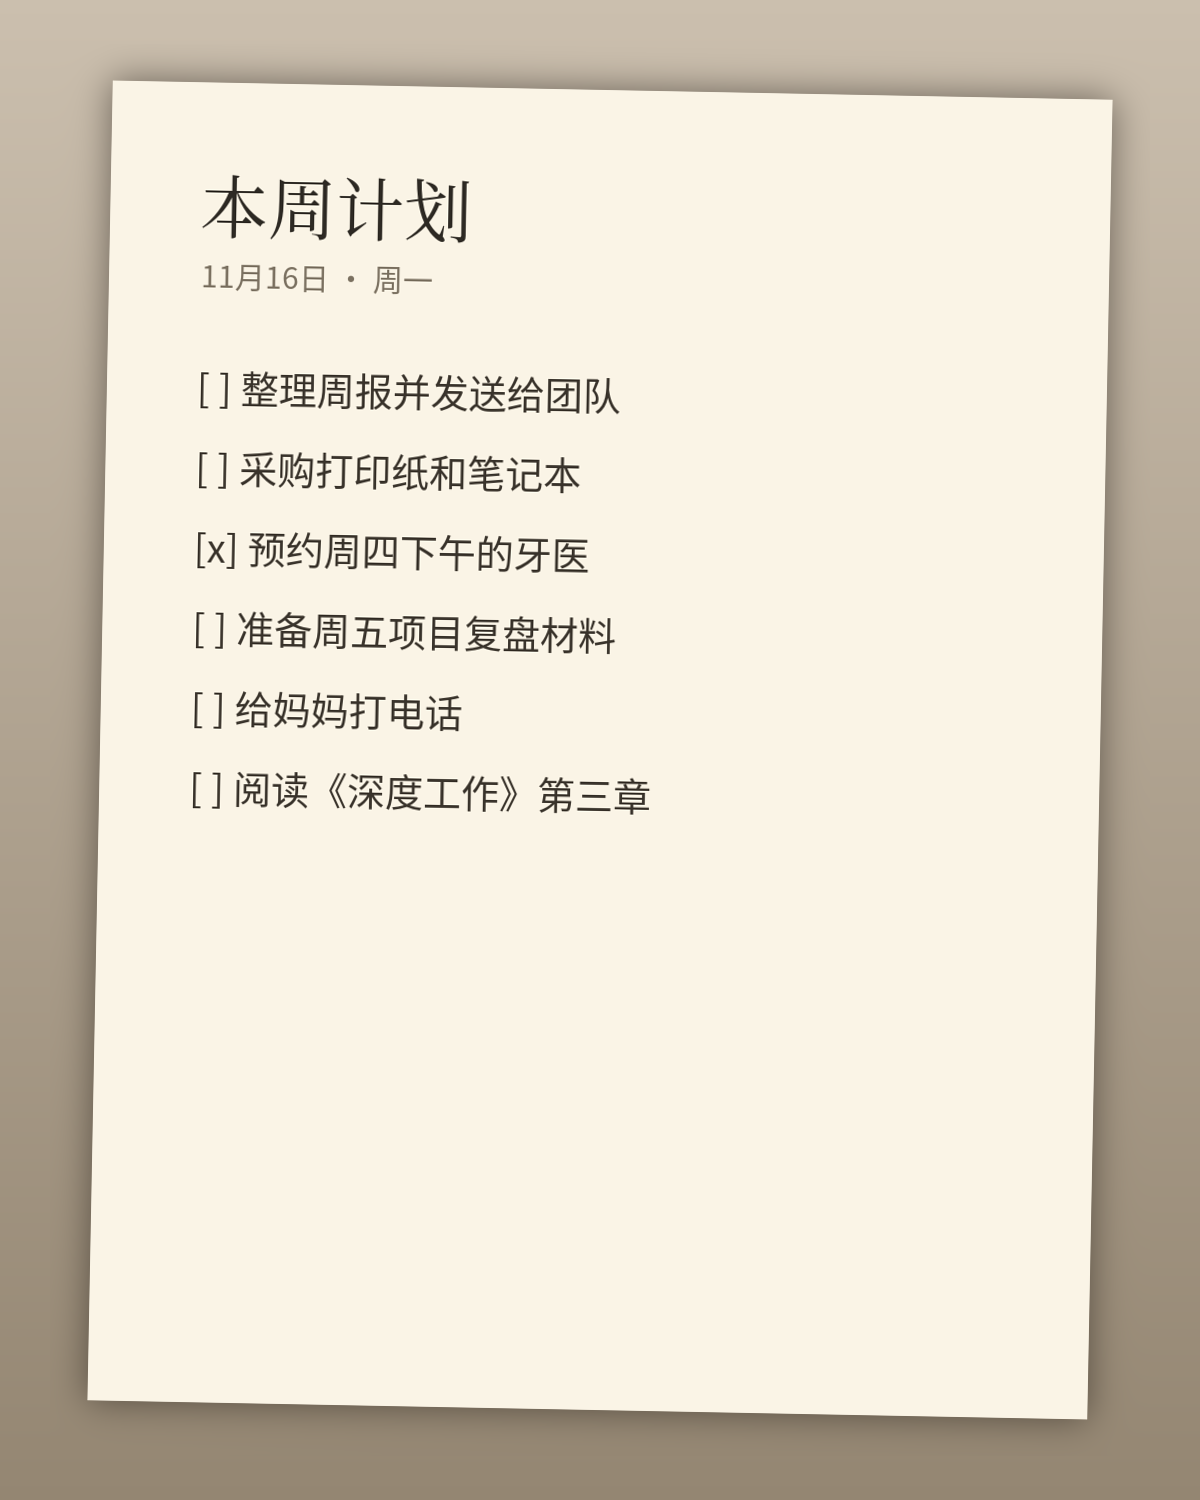 本周计划
11月16日 · 周一
[ ] 整理周报并发送给团队
[ ] 采购打印纸和笔记本
[x] 预约周四下午的牙医
[ ] 准备周五项目复盘材料
[ ] 给妈妈打电话
[ ] 阅读《深度工作》第三章